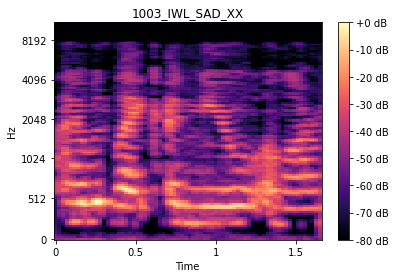 1003_IWL_SAD_XX
+0 dB
8192
-10 dB
4096
-20 dB
-30 dB
2048
Hz
-40 dB
1024
-50 dB
-60 dB
512
-70 dB
0
-80 dB
0
0.5
1
1.5
Time